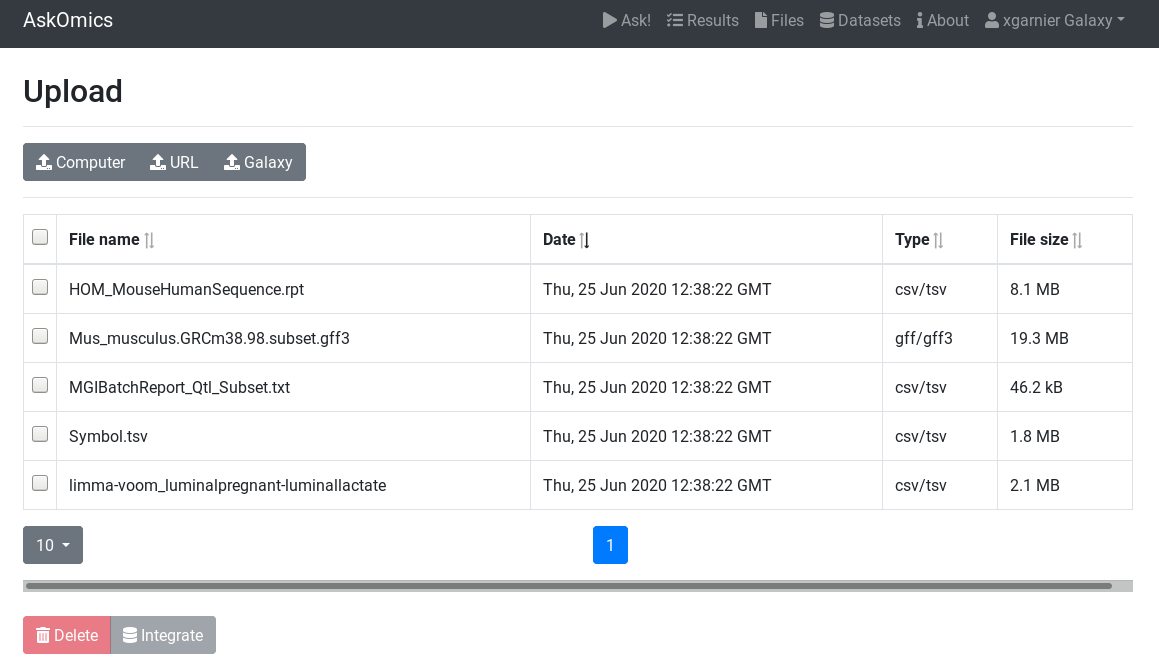 AskOmics Ask! Results Files Datasets About xgarnier Galaxy
Upload
Computer URL Galaxy
File name Date Type File size
HOM_MouseHumanSequence.rpt Thu, 25 Jun 2020 12:38:22 GMT csv/tsv 8.1 MB
Mus_musculus.GRCm38.98.subset.gff3 Thu, 25 Jun 2020 12:38:22 GMT gff/gff3 19.3 MB
MGIBatchReport_Qtl_Subset.txt Thu, 25 Jun 2020 12:38:22 GMT csv/tsv 46.2 kB
Symbol.tsv Thu, 25 Jun 2020 12:38:22 GMT csv/tsv 1.8 MB
limma-voom_luminalpregnant-luminallactate Thu, 25 Jun 2020 12:38:22 GMT csv/tsv 2.1 MB
10 1
Delete Integrate